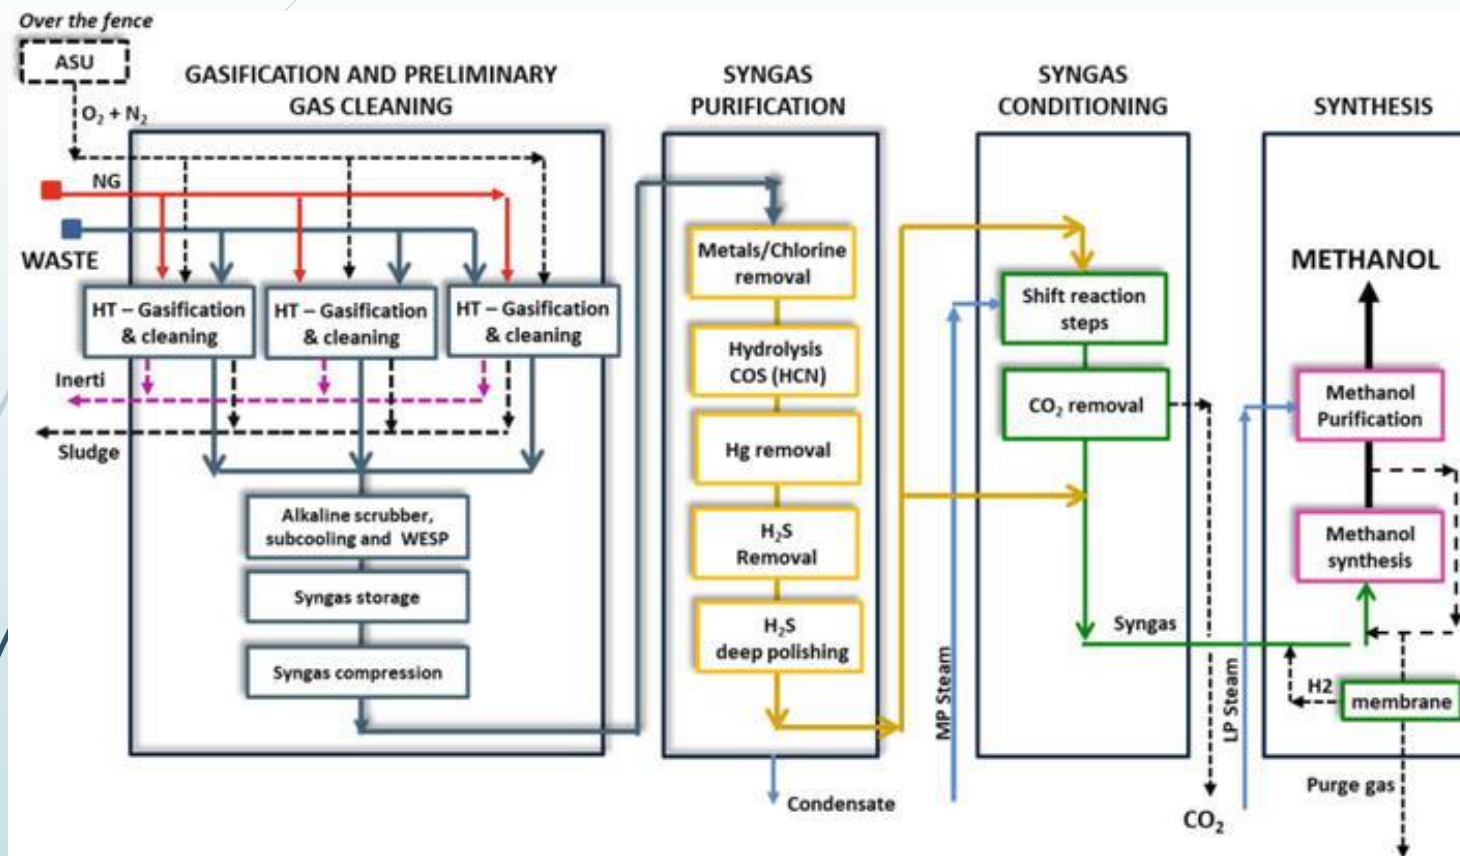 Over the fence
ASU
O₂ + N₂
GASIFICATION AND PRELIMINARY
GAS CLEANING
NG
WASTE
HT – Gasification
& cleaning
HT – Gasification
& cleaning
HT – Gasification
& cleaning
Inerti
Sludge
Alkaline scrubber,
subcooling and WESP
Syngas storage
Syngas compression
SYNGAS
PURIFICATION
Metals/Chlorine
removal
Hydrolysis
COS (HCN)
Hg removal
H₂S
Removal
H₂S
deep polishing
Condensate
SYNGAS
CONDITIONING
MP Steam
Shift reaction
steps
CO₂ removal
Syngas
CO₂
SYNTHESIS
METHANOL
Methanol
Purification
Methanol
synthesis
LP Steam
H2
membrane
Purge gas